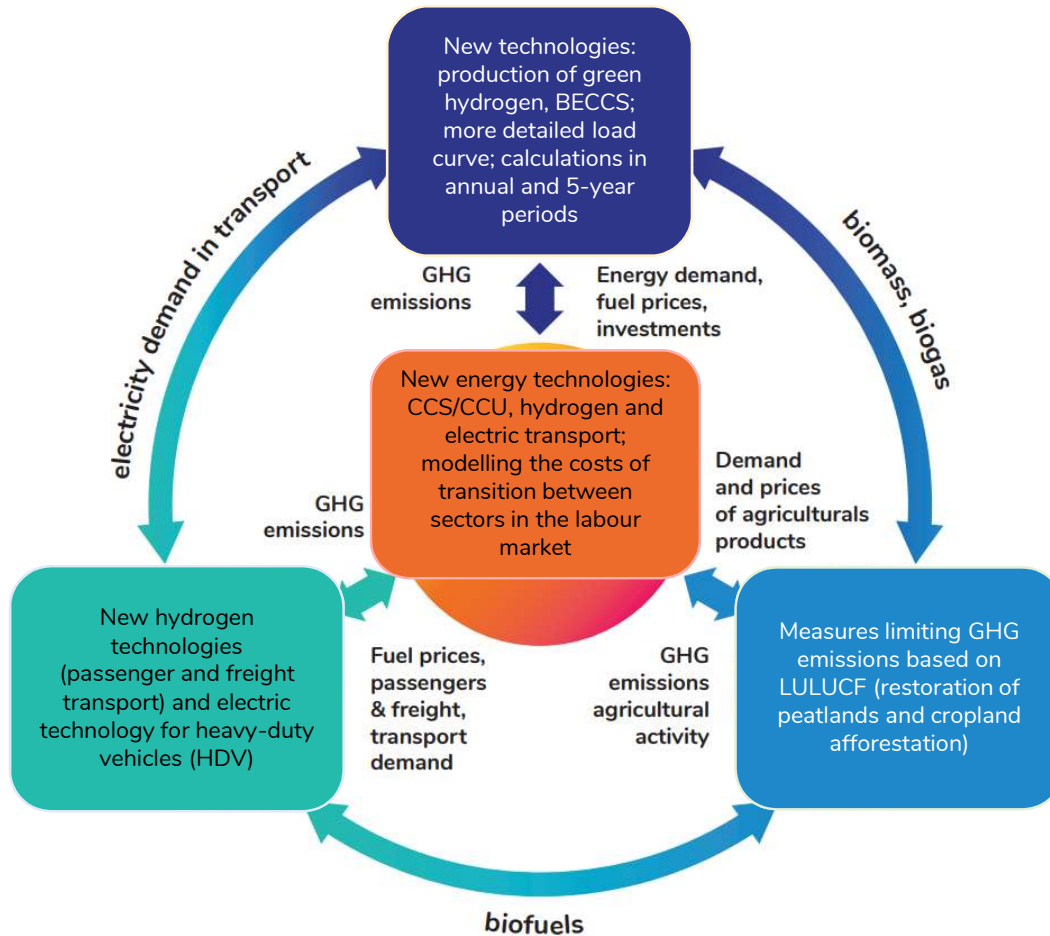 New technologies:
production of green
hydrogen, BECCS;
more detailed load
curve; calculations in
annual and 5-year
periods
electricity demand in transport
biomass, biogas
GHG
emissions
Energy demand,
fuel prices,
investments
New energy technologies:
CCS/CCU, hydrogen and
electric transport;
modelling the costs of
transition between
sectors in the labour
market
GHG
emissions
Demand
and prices
of agriculturals
products
New hydrogen
technologies
(passenger and freight
transport) and electric
technology for heavy-duty
vehicles (HDV)
Fuel prices,
passengers
& freight,
transport
demand
GHG
emissions
agricultural
activity
Measures limiting GHG
emissions based on
LULUCF (restoration of
peatlands and cropland
afforestation)
biofuels